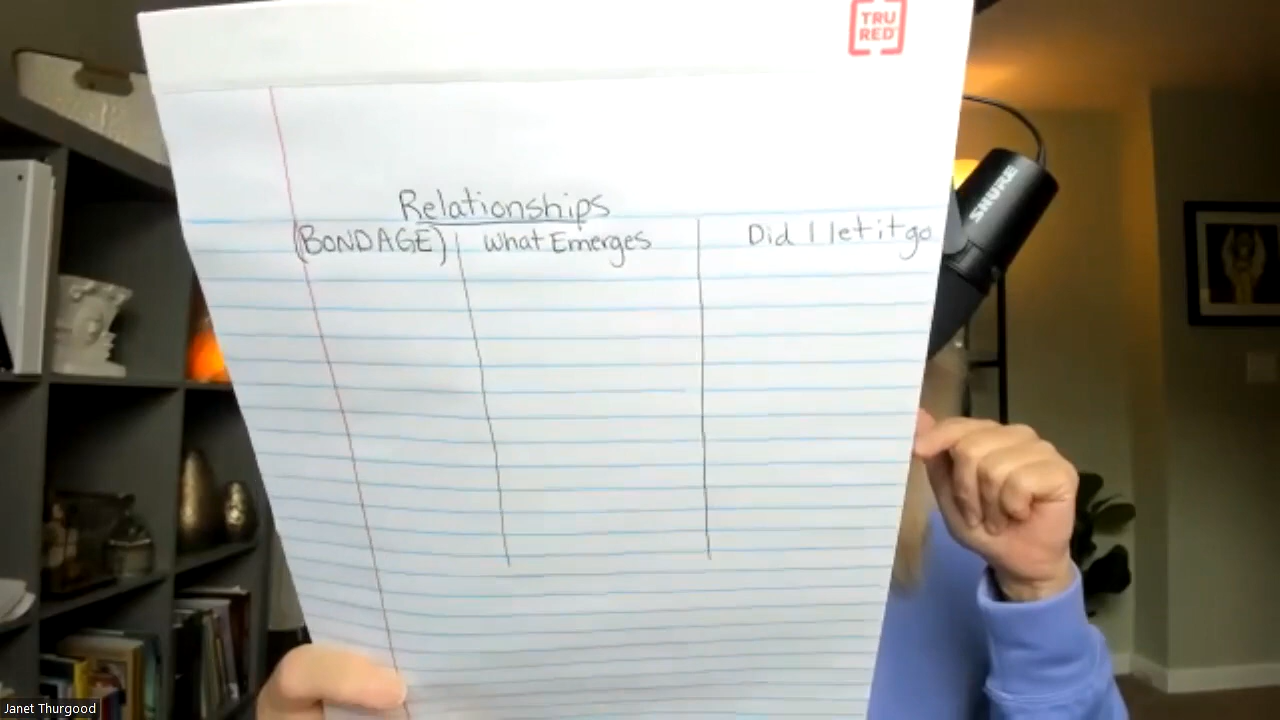 TRU
RED
Relationships
(BONDAGE) What Emerges Did I let it go
SHURE
Janet Thurgood